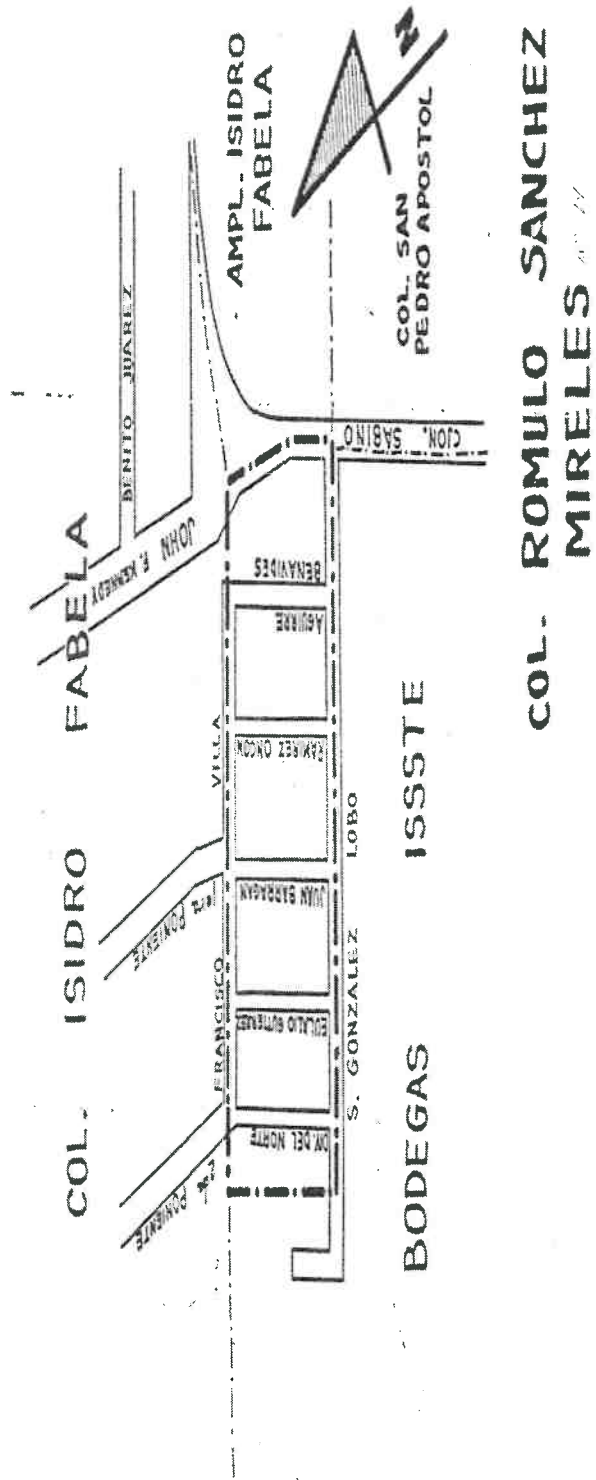 COL. ISIDRO FABELA
BENITO JUAREZ
JOHN F. KENNEDY
1era. PONIENTE
2da. PONIENTE
FRANCISCO VILLA
AMPL. ISIDRO
FABELA
N
BENAVIDES
AGUIRRE
RAMIREZ
JUAN BARRAGAN
EULALIO GUTIERREZ
DIV. DEL NORTE
CJON. SABINO
S. GONZALEZ LOBO
COL. SAN
PEDRO APOSTOL
BODEGAS ISSSTE
COL. ROMULO SANCHEZ
MIRELES